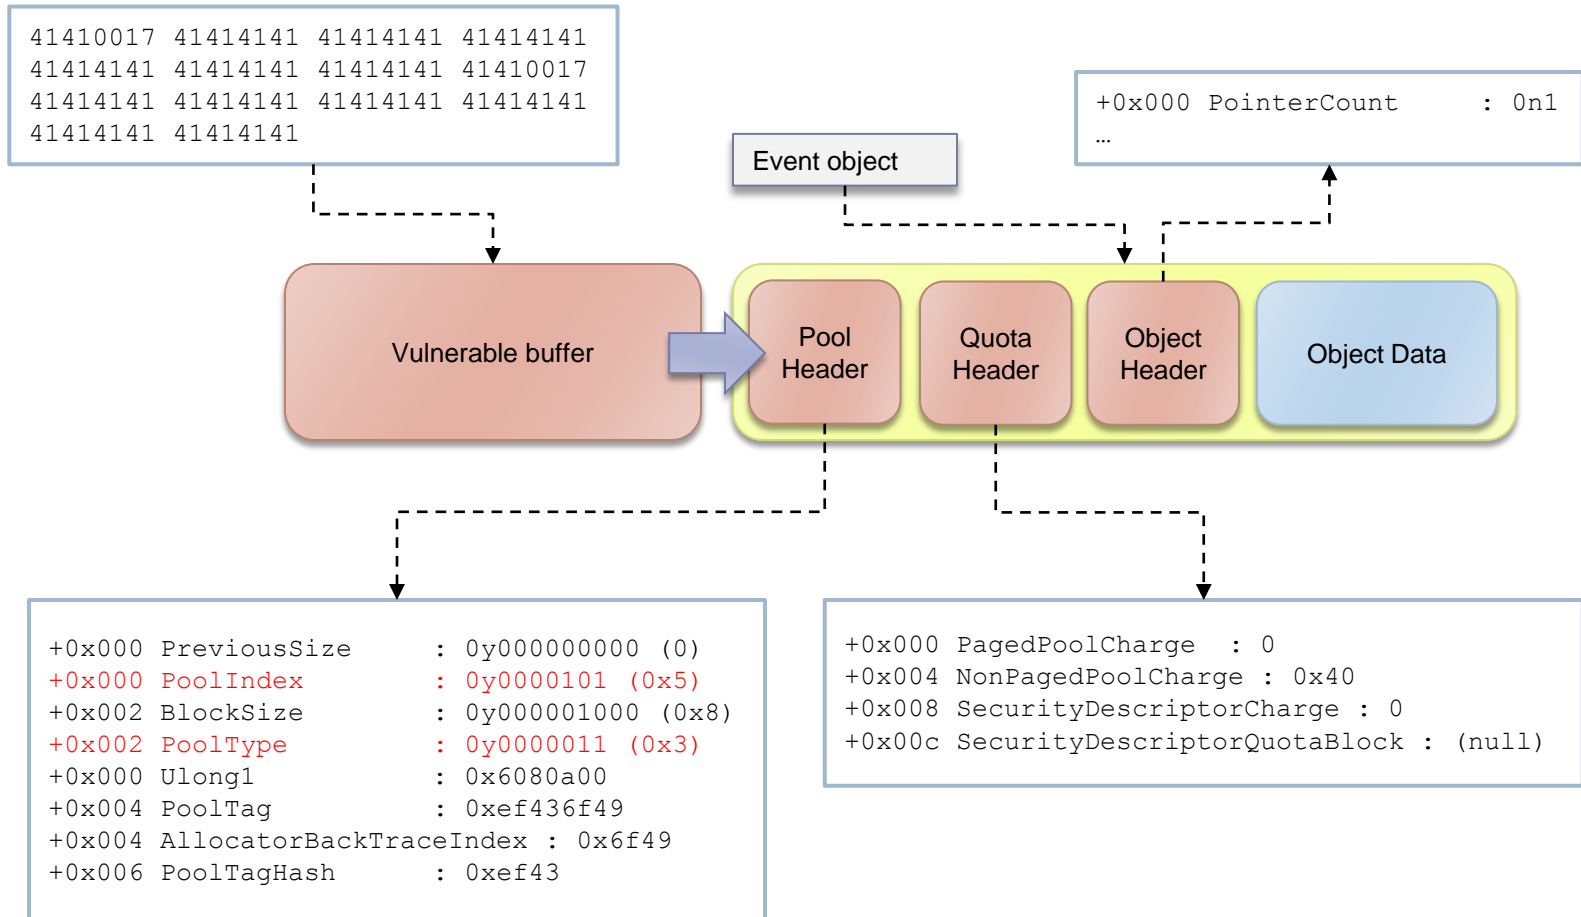 41410017 41414141 41414141 41414141
41414141 41414141 41414141 41410017
41414141 41414141 41414141 41414141
41414141 41414141
+0x000 PointerCount : 0n1
…
Event object
Vulnerable buffer
Pool
Header
Quota
Header
Object
Header
Object Data
+0x000 PreviousSize : 0y000000000 (0)
+0x000 PoolIndex : 0y0000101 (0x5)
+0x002 BlockSize : 0y000001000 (0x8)
+0x002 PoolType : 0y0000011 (0x3)
+0x000 Ulong1 : 0x6080a00
+0x004 PoolTag : 0xef436f49
+0x004 AllocatorBackTraceIndex : 0x6f49
+0x006 PoolTagHash : 0xef43
+0x000 PagedPoolCharge : 0
+0x004 NonPagedPoolCharge : 0x40
+0x008 SecurityDescriptorCharge : 0
+0x00c SecurityDescriptorQuotaBlock : (null)